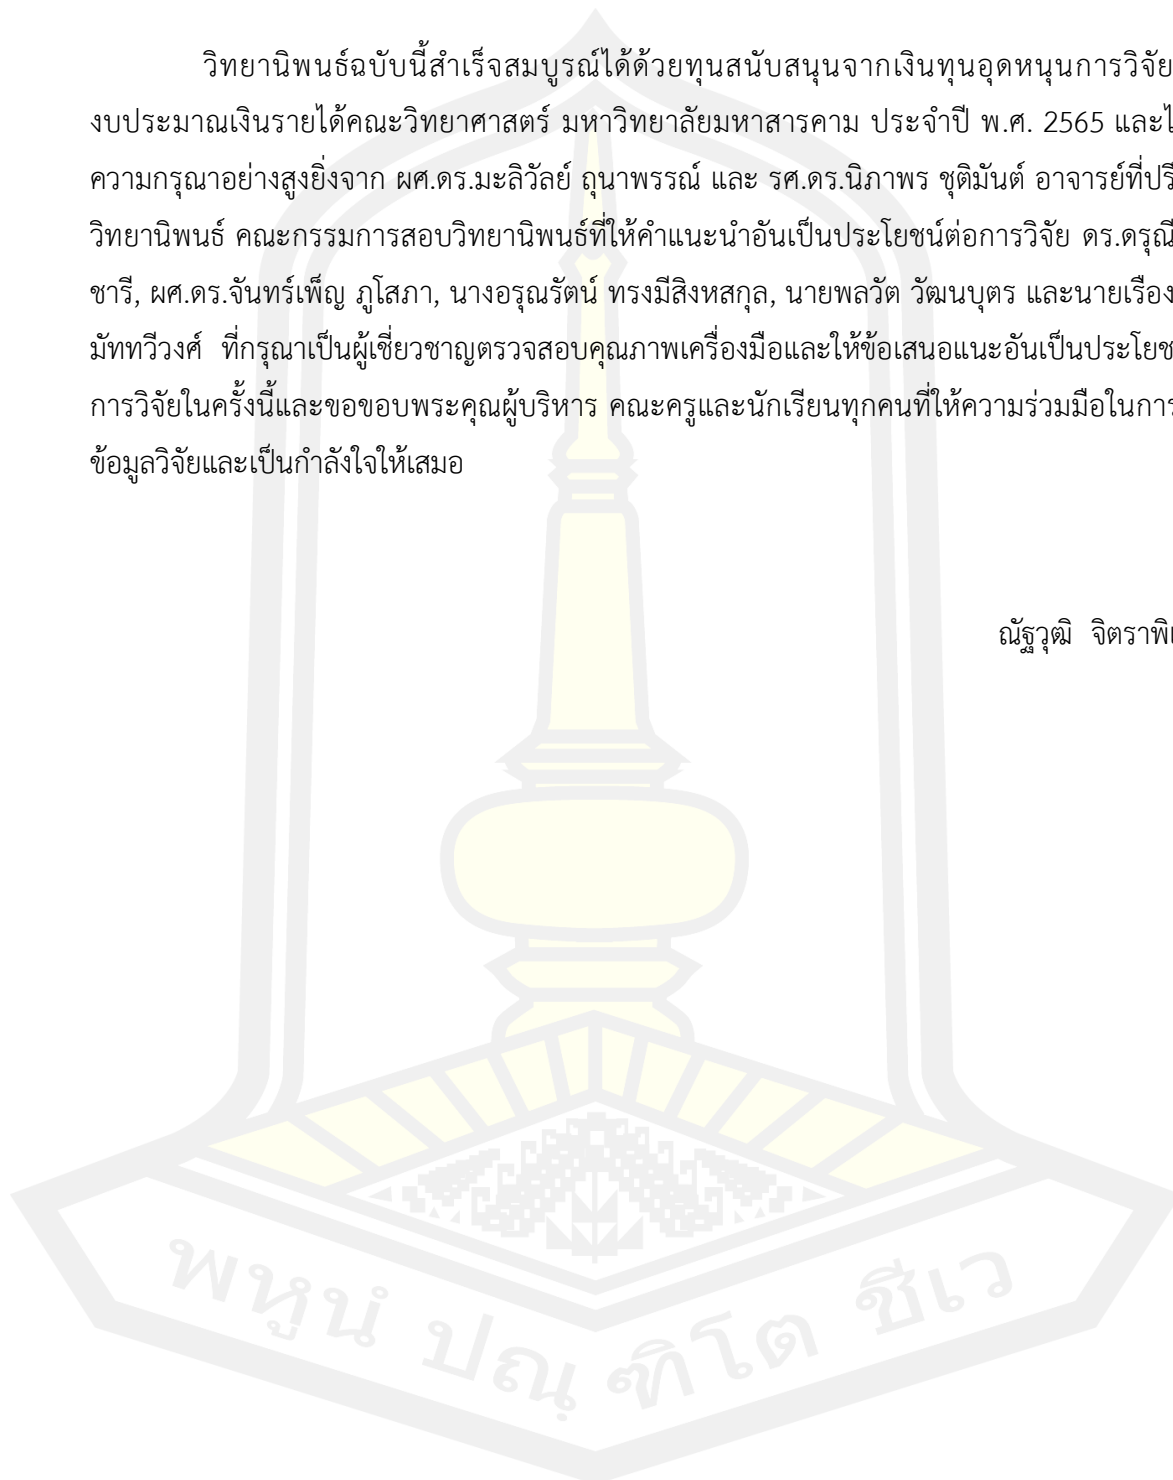 วิทยานิพนธ์ฉบับนี้สำเร็จสมบูรณ์ได้ด้วยทุนสนับสนุนจากเงินทุนอุดหนุนการวิจัย
งบประมาณเงินรายได้คณะวิทยาศาสตร์ มหาวิทยาลัยมหาสารคาม ประจำปี พ.ศ. 2565 และ
ความกรุณาอย่างสูงยิ่งจาก ผศ.ดร.มะลิวัลย์ ถุนาพรรณ์ และ รศ.ดร.นิภาพร ชุติมันต์ อาจารย์ที่
วิทยานิพนธ์ คณะกรรมการสอบวิทยานิพนธ์ที่ให้คำแนะนำอันเป็นประโยชน์ต่อการวิจัย ดร.ดรุณี
ชารี, ผศ.ดร.จันทร์เพ็ญ ภูโสภา, นางอรุณรัตน์ ทรงมีสิงหสกุล, นายพลวัต วัฒนบุตร และนายเรือง
มัททวีวงศ์ ที่กรุณาเป็นผู้เชี่ยวชาญตรวจสอบคุณภาพเครื่องมือและให้ข้อเสนอแนะอันเป็น
การวิจัยในครั้งนี้และขอขอบพระคุณผู้บริหาร คณะครูและนักเรียนทุกคนที่ให้ความร่วมมือในการ
ข้อมูลวิจัยและเป็นกำลังใจให้เสมอ
ณัฐวุฒิ
พหูนํ ปณฺฑิโต ชีเว